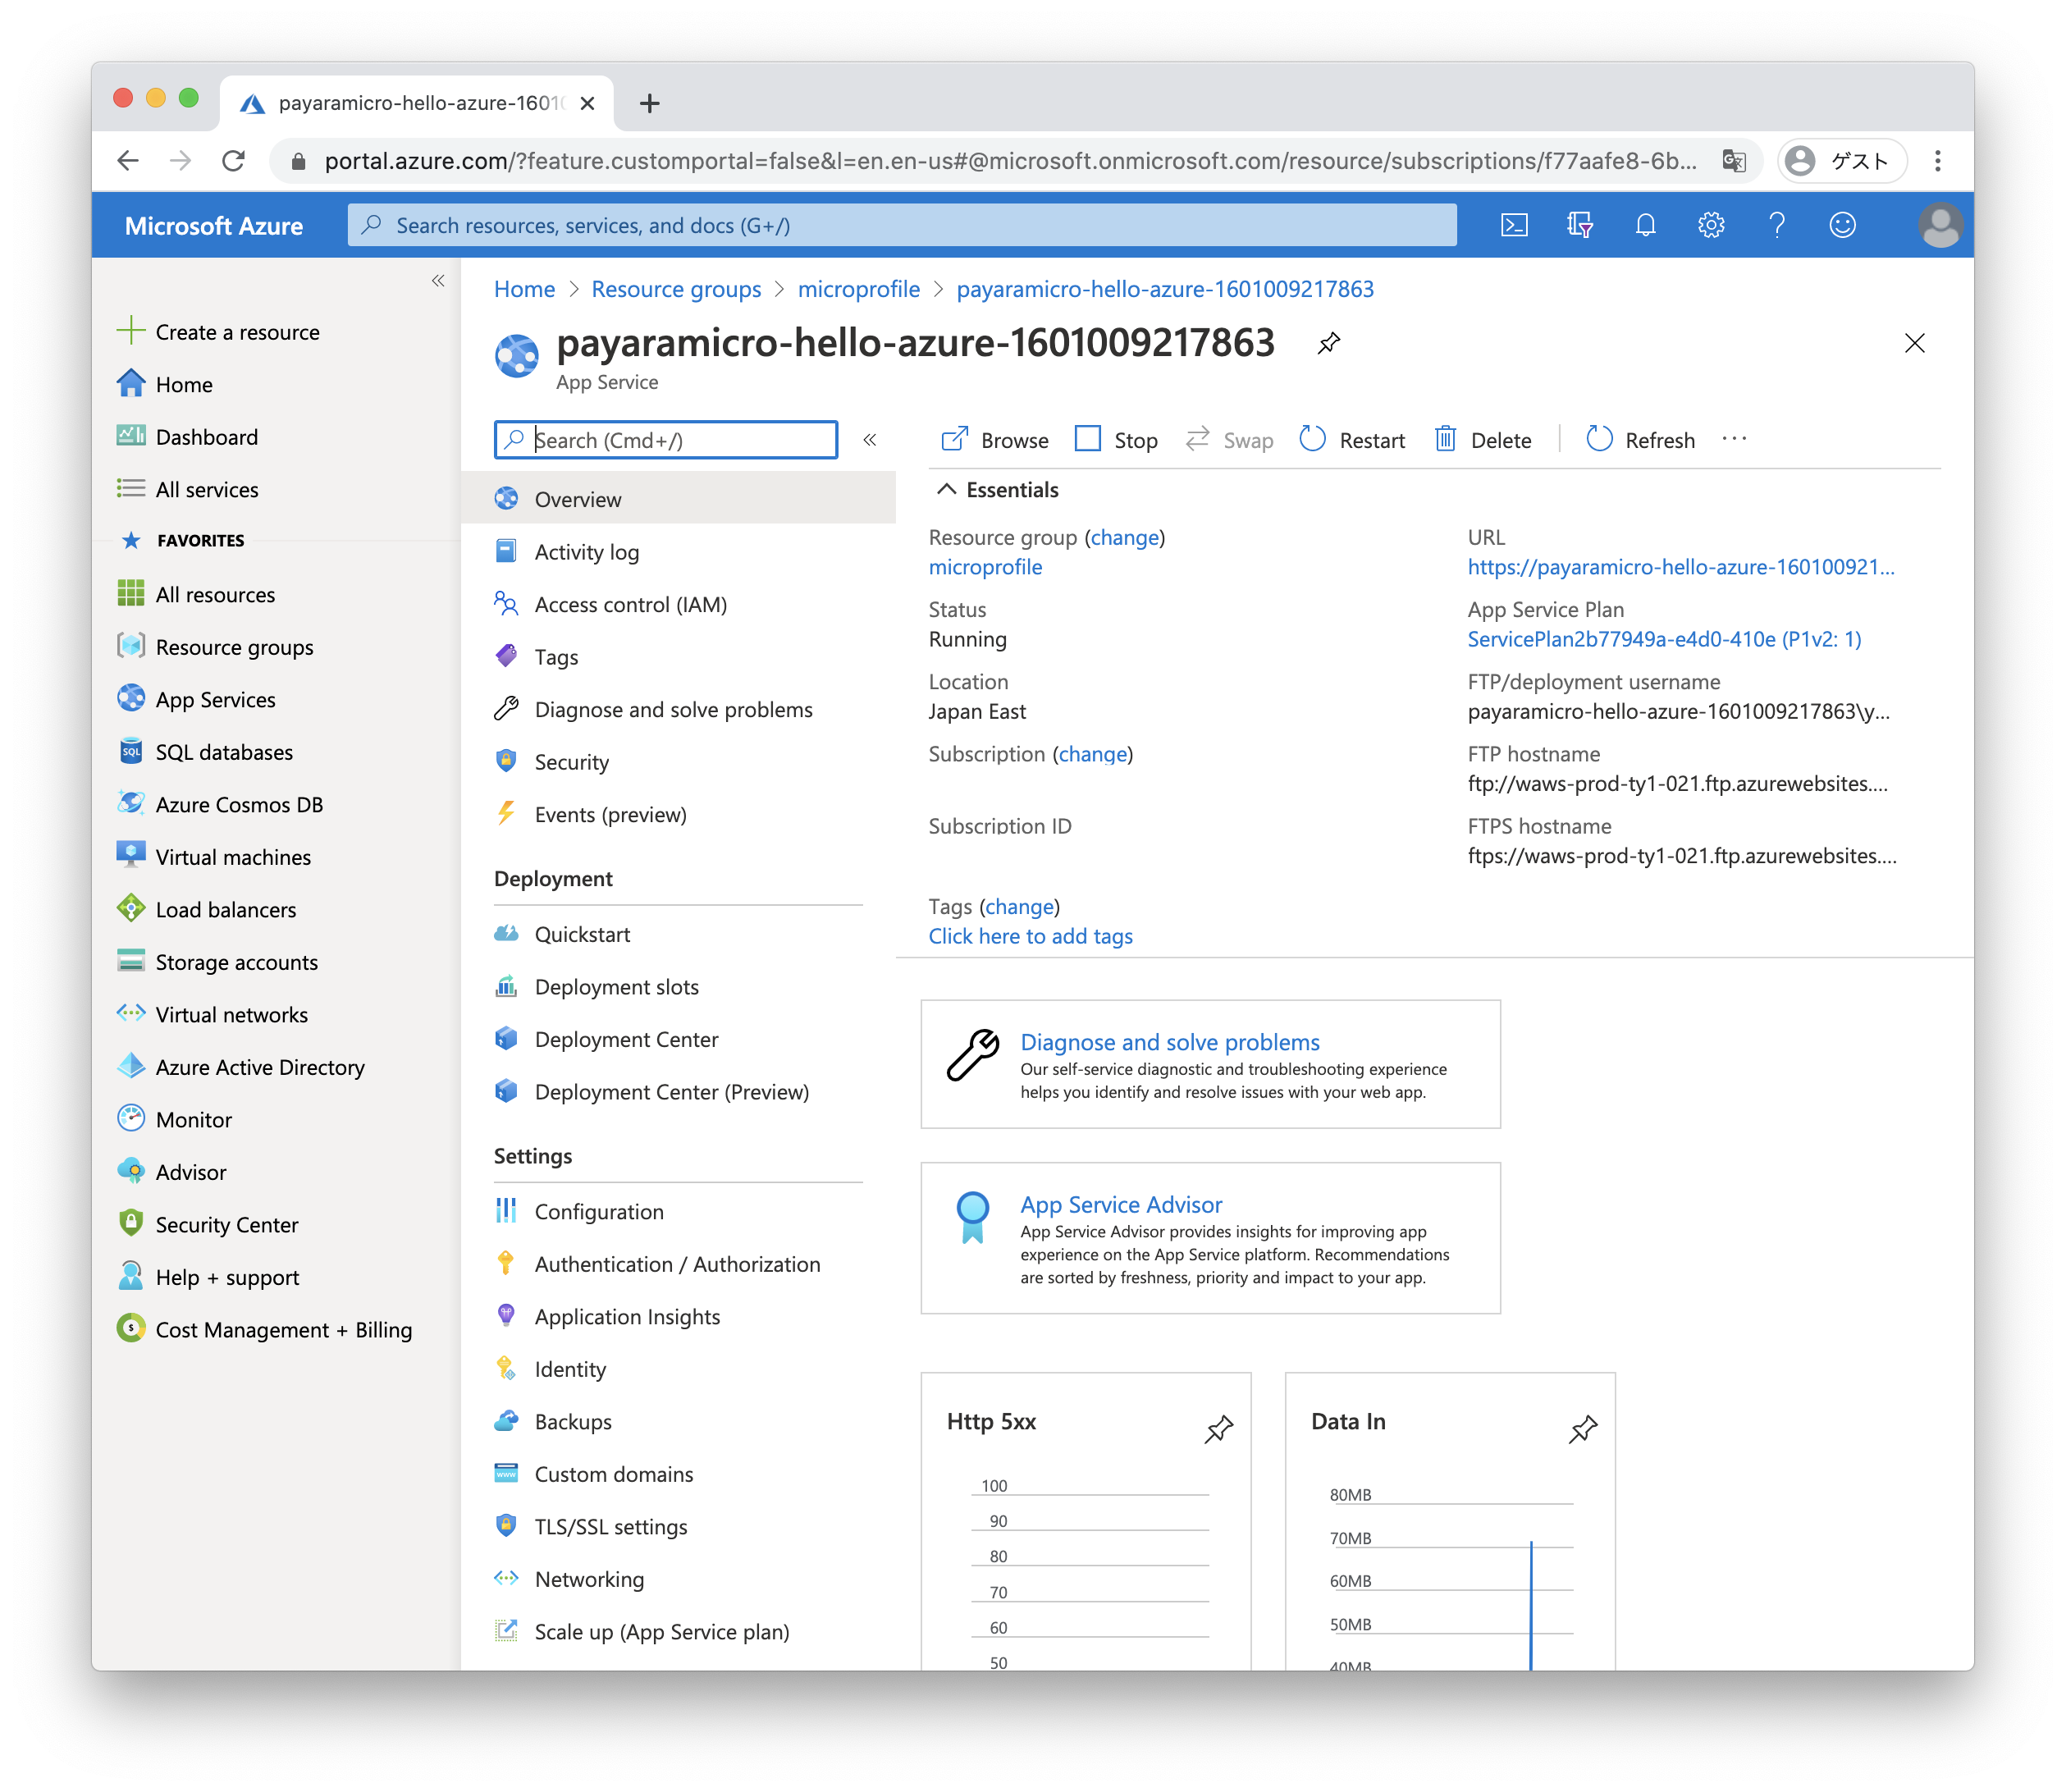 payaramicro-hello-azure-1601
portal.azure.com/?feature.customportal=false&l=en.en-us#@microsoft.onmicrosoft.com/resource/subscriptions/f77aafe8-6b...
ゲスト
Microsoft Azure
Search resources, services, and docs (G+/)
Create a resource
Home
Dashboard
All services
FAVORITES
All resources
Resource groups
App Services
SQL databases
Azure Cosmos DB
Virtual machines
Load balancers
Storage accounts
Virtual networks
Azure Active Directory
Monitor
Advisor
Security Center
Help + support
Cost Management + Billing
Home > Resource groups > microprofile > payaramicro-hello-azure-1601009217863
payaramicro-hello-azure-1601009217863
App Service
Search (Cmd+/)
Overview
Activity log
Access control (IAM)
Tags
Diagnose and solve problems
Security
Events (preview)
Deployment
Quickstart
Deployment slots
Deployment Center
Deployment Center (Preview)
Settings
Configuration
Authentication / Authorization
Application Insights
Identity
Backups
Custom domains
TLS/SSL settings
Networking
Scale up (App Service plan)
Browse Stop Swap Restart Delete Refresh ...
Essentials
Resource group (change)
microprofile
Status
Running
Location
Japan East
Subscription (change)
Subscription ID
Tags (change)
Click here to add tags
URL
https://payaramicro-hello-azure-160100921...
App Service Plan
ServicePlan2b77949a-e4d0-410e (P1v2: 1)
FTP/deployment username
payaramicro-hello-azure-1601009217863\y...
FTP hostname
ftp://waws-prod-ty1-021.ftp.azurewebsites....
FTPS hostname
ftps://waws-prod-ty1-021.ftp.azurewebsites....
Diagnose and solve problems
Our self-service diagnostic and troubleshooting experience
helps you identify and resolve issues with your web app.
App Service Advisor
App Service Advisor provides insights for improving app
experience on the App Service platform. Recommendations
are sorted by freshness, priority and impact to your app.
Http 5xx
100
90
80
70
60
50
Data In
80MB
70MB
60MB
50MB
40MB